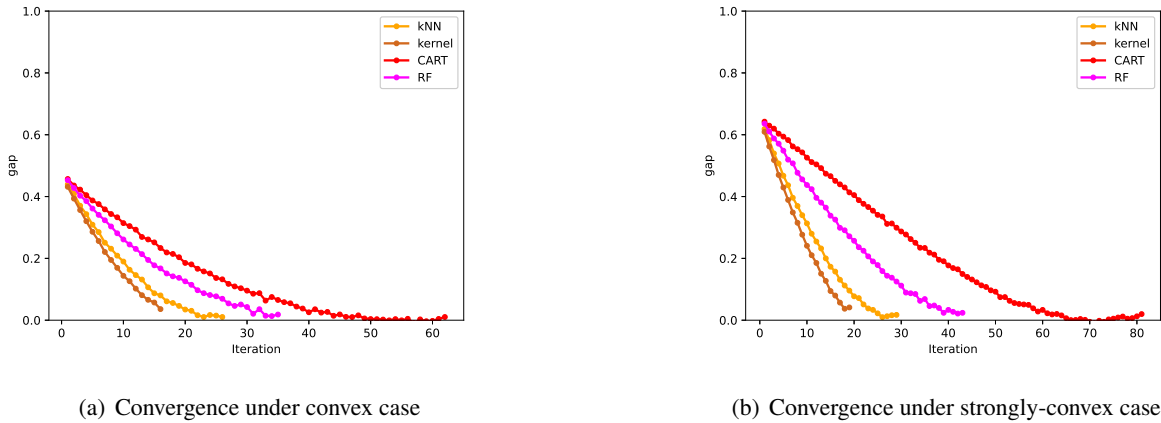 1.0
0.8
0.6
0.4
0.2
0.0
gap
0 10 20 30 40 50 60
Iteration
kNN
kernel
CART
RF
(a) Convergence under convex case
1.0
0.8
0.6
0.4
0.2
0.0
gap
0 10 20 30 40 50 60 70 80
Iteration
kNN
kernel
CART
RF
(b) Convergence under strongly-convex case